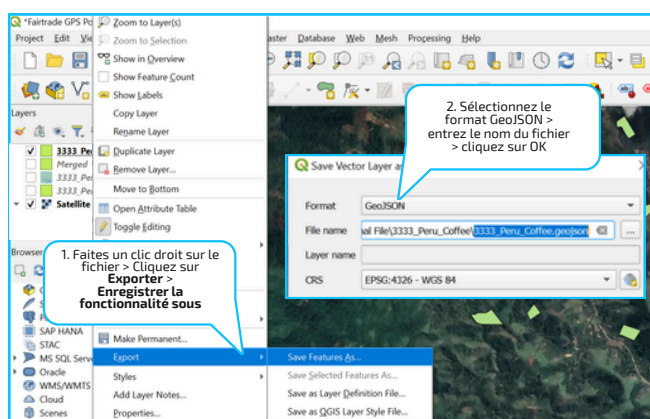 *Fairtrade GPS Po
Project Edit Vie
aster Database Web Mesh Processing Help
Zoom to Layer(s)
Zoom to Selection
Show in Overview
Show Feature Count
Show Labels
Copy Layer
Rename Layer
Duplicate Layer
Remove Layer...
Move to Bottom
Open Attribute Table
Toggle Editing
Layers
3333_Pe
Merged
3333_Pe
3333_Per
Satellite
Browser
2. Sélectionnez le
format GeoJSON >
entrez le nom du fichier
> cliquez sur OK
Save Vector Layer a
Format GeoJSON
File name al File\3333_Peru_Coffee\3333_Peru_Coffee.geojson
Layer name
CRS EPSG:4326 - WGS 84
1. Faites un clic droit sur le
fichier > Cliquez sur
Exporter >
Enregistrer la
fonctionnalité sous
SAP HANA
STAC
MS SQL Serve
Oracle
WMS/WMTS
Cloud
Scenes
Make Permanent...
Export
Styles
Add Layer Notes...
Properties...
Save Features As...
Save Selected Features As...
Save as Layer Definition File...
Save as QGIS Layer Style File...